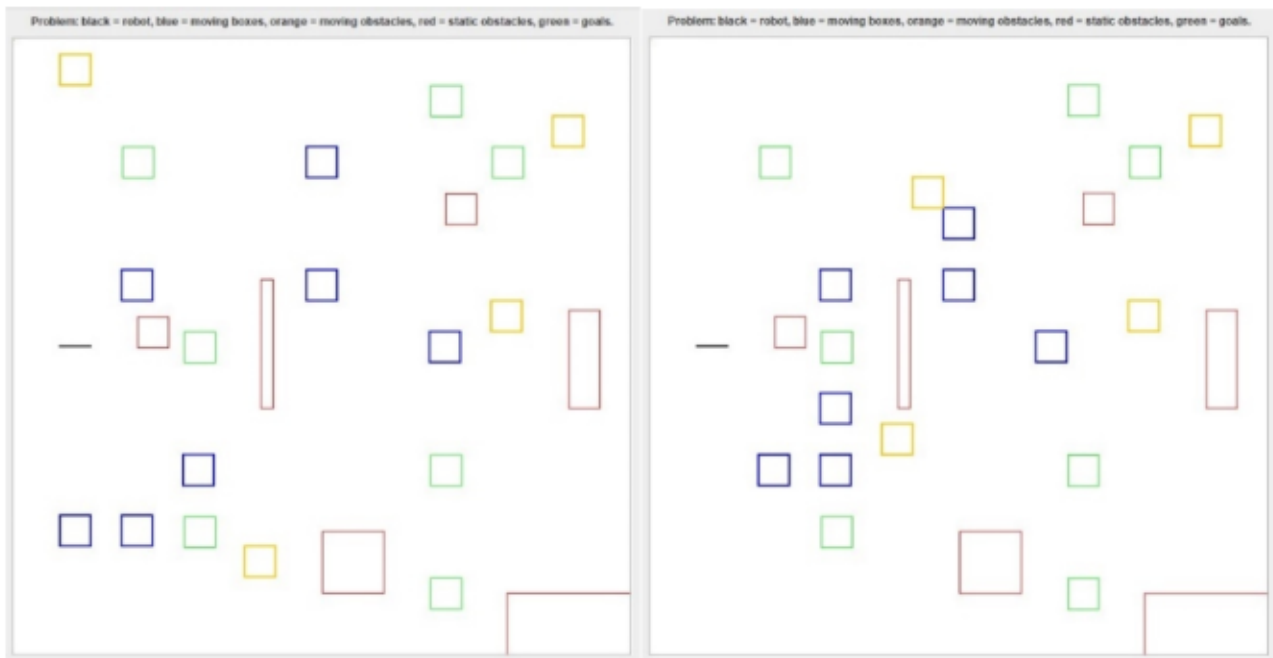 Problem: black = robot, blue = moving boxes, orange = moving obstacles, red = static obstacles, green = goals.
Problem: black = robot, blue = moving boxes, orange = moving obstacles, red = static obstacles, green = goals.